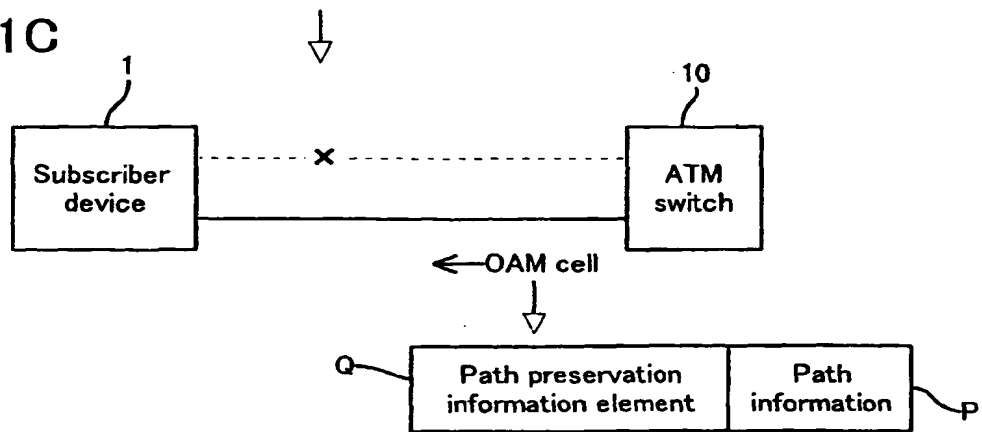 1C
1
10
Subscriber
device
×
ATM
switch
OAM cell
Q
Path preservation
information element
Path
information
P